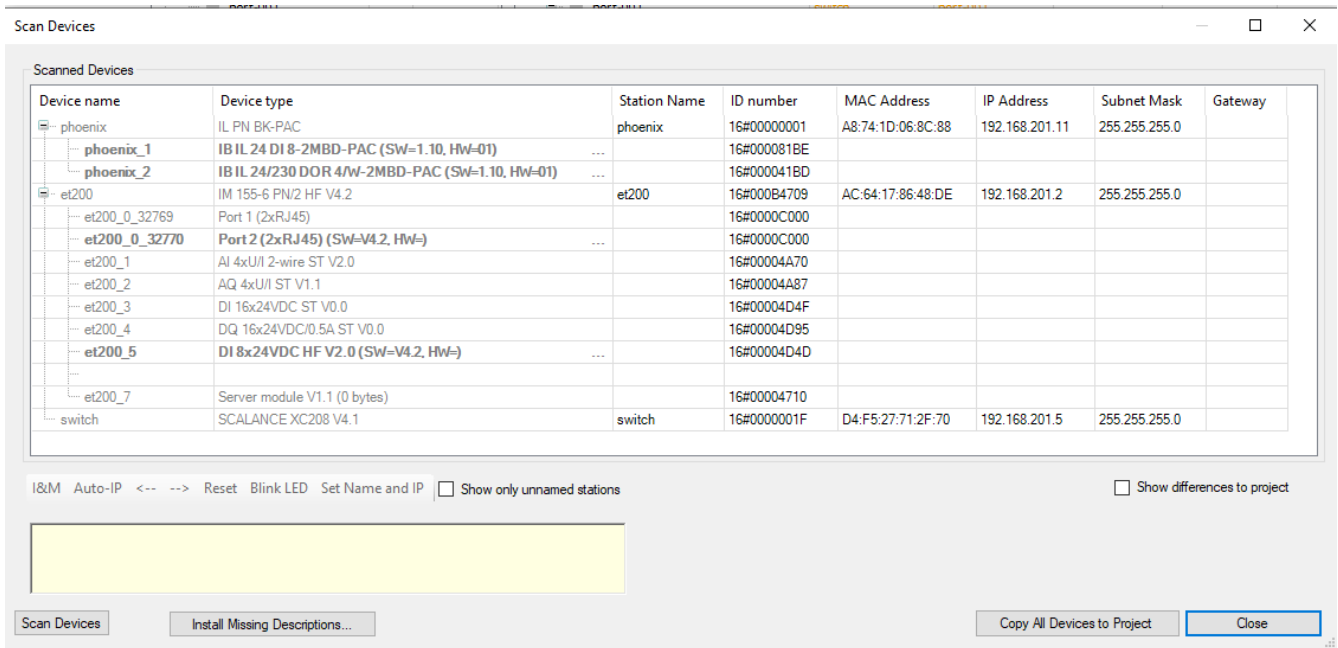 Scan Devices
Scanned Devices
Device name Device type Station Name ID number MAC Address IP Address Subnet Mask Gateway
phoenix IL PN BK-PAC phoenix 16#00000001 A8:74:1D:06:8C:88 192.168.201.11 255.255.255.0
phoenix_1 IB IL 24 DI 8-2MBD-PAC (SW=1.10, HW=01) ... 16#000081BE
phoenix_2 IB IL 24/230 DOR 4/W-2MBD-PAC (SW=1.10, HW=01) ... 16#000041BD
et200 IM 155-6 PN/2 HF V4.2 et200 16#000B4709 AC:64:17:86:48:DE 192.168.201.2 255.255.255.0
et200_0_32769 Port 1 (2xRJ45) 16#0000C000
et200_0_32770 Port 2 (2xRJ45) (SW=V4.2, HW=) ... 16#0000C000
et200_1 AI 4xU/I 2-wire ST V2.0 16#00004A70
et200_2 AQ 4xU/I ST V1.1 16#00004A87
et200_3 DI 16x24VDC ST V0.0 16#00004D4F
et200_4 DQ 16x24VDC/0.5A ST V0.0 16#00004D95
et200_5 DI 8x24VDC HF V2.0 (SW=V4.2, HW=) ... 16#00004D4D
et200_7 Server module V1.1 (0 bytes) 16#00004710
switch SCALANCE XC208 V4.1 switch 16#0000001F D4:F5:27:71:2F:70 192.168.201.5 255.255.255.0
I&M Auto-IP <-- --> Reset Blink LED Set Name and IP Show only unnamed stations Show differences to project
Scan Devices Install Missing Descriptions... Copy All Devices to Project Close